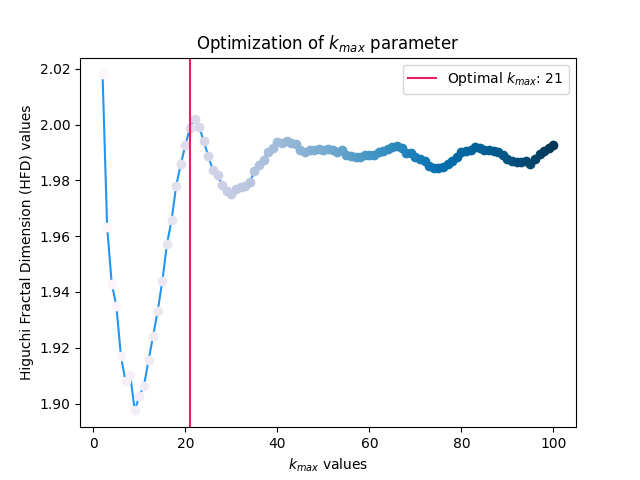 Optimization of k_max parameter
Optimal k_max: 21
Higuchi Fractal Dimension (HFD) values
2.02
2.00
1.98
1.96
1.94
1.92
1.90
0 20 40 60 80 100
k_max values